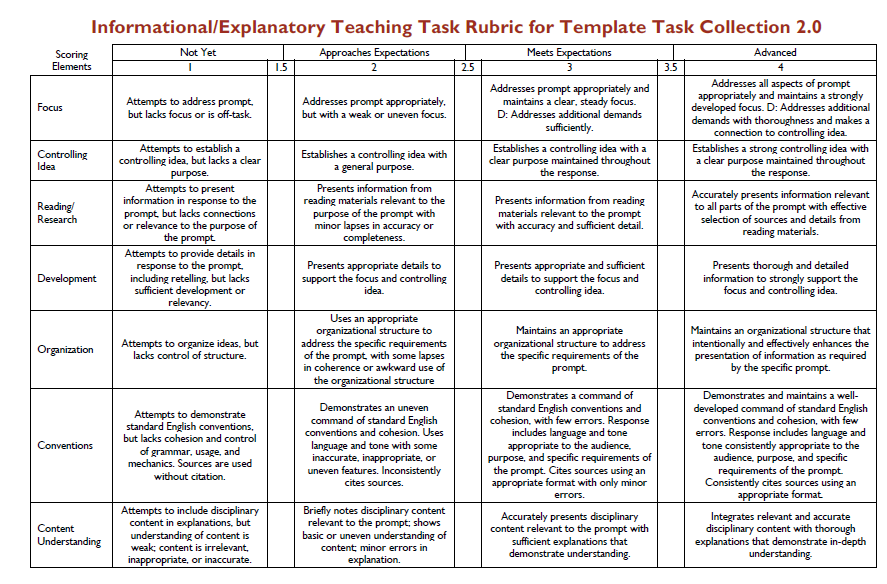 Informational/Explanatory Teaching Task Rubric for Template Task Collection 2.0
Scoring
Elements
Not Yet
Approaches Expectations
Meets Expectations
Advanced
1
1.5
2
2.5
3
3.5
4
Focus
Attempts to address prompt,
but lacks focus or is off-task.
Addresses prompt appropriately,
but with a weak or uneven focus.
Addresses prompt appropriately and
maintains a clear, steady focus.
D: Addresses additional demands
sufficiently.
Addresses all aspects of prompt
appropriately and maintains a strongly
developed focus. D: Addresses additional
demands with thoroughness and makes a
connection to controlling idea.
Controlling
Idea
Attempts to establish a
controlling idea, but lacks a clear
purpose.
Establishes a controlling idea with
a general purpose.
Establishes a controlling idea with a
clear purpose maintained throughout
the response.
Establishes a strong controlling idea with
a clear purpose maintained throughout
the response.
Reading/
Research
Attempts to present
information in response to the
prompt, but lacks connections
or relevance to the purpose of
the prompt.
Presents information from
reading materials relevant to the
purpose of the prompt with
minor lapses in accuracy or
completeness.
Presents information from reading
materials relevant to the prompt
with accuracy and sufficient detail.
Accurately presents information relevant
to all parts of the prompt with effective
selection of sources and details from
reading materials.
Development
Attempts to provide details in
response to the prompt,
including retelling, but lacks
sufficient development or
relevancy.
Presents appropriate details to
support the focus and controlling
idea.
Presents appropriate and sufficient
details to support the focus and
controlling idea.
Presents thorough and detailed
information to strongly support the
focus and controlling idea.
Organization
Attempts to organize ideas, but
lacks control of structure.
Uses an appropriate
organizational structure to
address the specific requirements
of the prompt, with some lapses
in coherence or awkward use of
the organizational structure
Maintains an appropriate
organizational structure to address
the specific requirements of the
prompt.
Maintains an organizational structure that
intentionally and effectively enhances the
presentation of information as required
by the specific prompt.
Conventions
Attempts to demonstrate
standard English conventions,
but lacks cohesion and control
of grammar, usage, and
mechanics. Sources are used
without citation.
Demonstrates an uneven
command of standard English
conventions and cohesion. Uses
language and tone with some
inaccurate, inappropriate, or
uneven features. Inconsistently
cites sources.
Demonstrates a command of
standard English conventions and
cohesion, with few errors. Response
includes language and tone
appropriate to the audience,
purpose, and specific requirements of
the prompt. Cites sources using an
appropriate format with only minor
errors.
Demonstrates and maintains a well-
developed command of standard English
conventions and cohesion, with few
errors. Response includes language and
tone consistently appropriate to the
audience, purpose, and specific
requirements of the prompt.
Consistently cites sources using an
appropriate format.
Content
Understanding
Attempts to include disciplinary
content in explanations, but
understanding of content is
weak; content is irrelevant,
inappropriate, or inaccurate.
Briefly notes disciplinary content
relevant to the prompt; shows
basic or uneven understanding of
content; minor errors in
explanation.
Accurately presents disciplinary
content relevant to the prompt with
sufficient explanations that
demonstrate understanding.
Integrates relevant and accurate
disciplinary content with thorough
explanations that demonstrate in-depth
understanding.